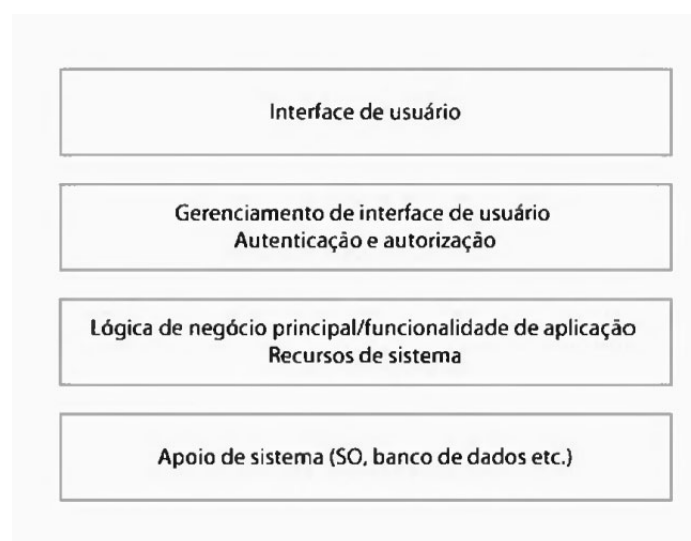 Interface de usuário
Gerenciamento de interface de usuário
Autenticação e autorização
Lógica de negócio principal/funcionalidade de aplicação
Recursos de sistema
Apoio de sistema (SO, banco de dados etc.)